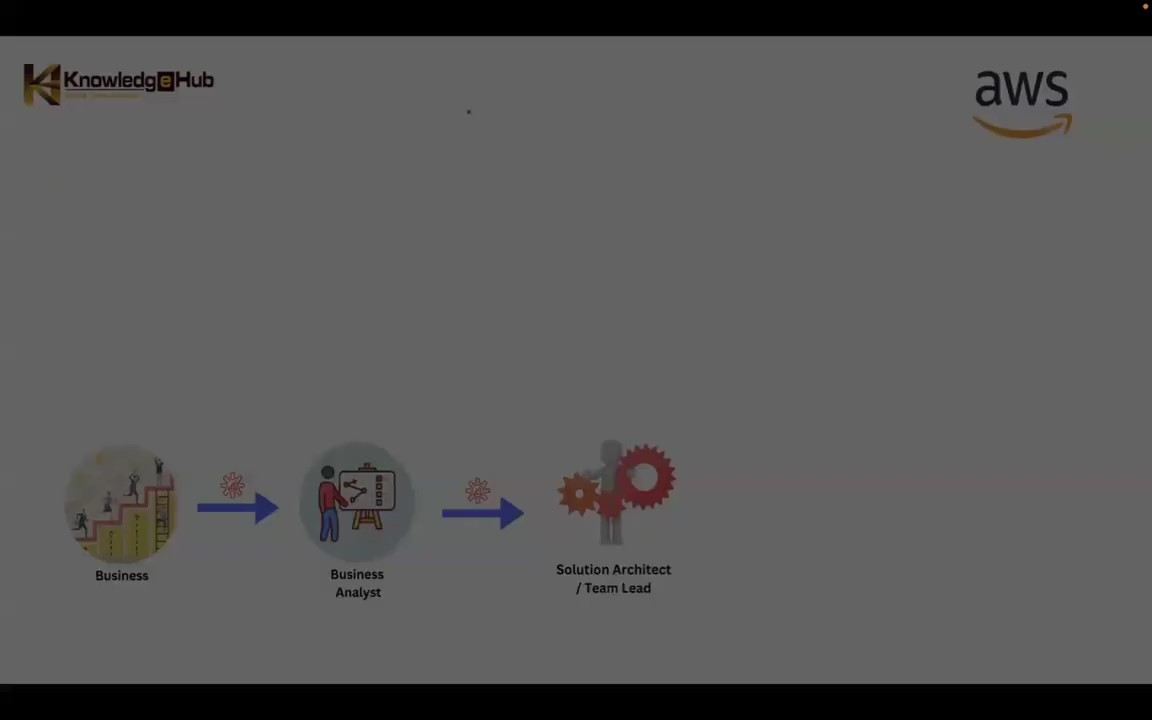 KnowledgeHub
aws
Business
Business
Analyst
Solution Architect
/ Team Lead